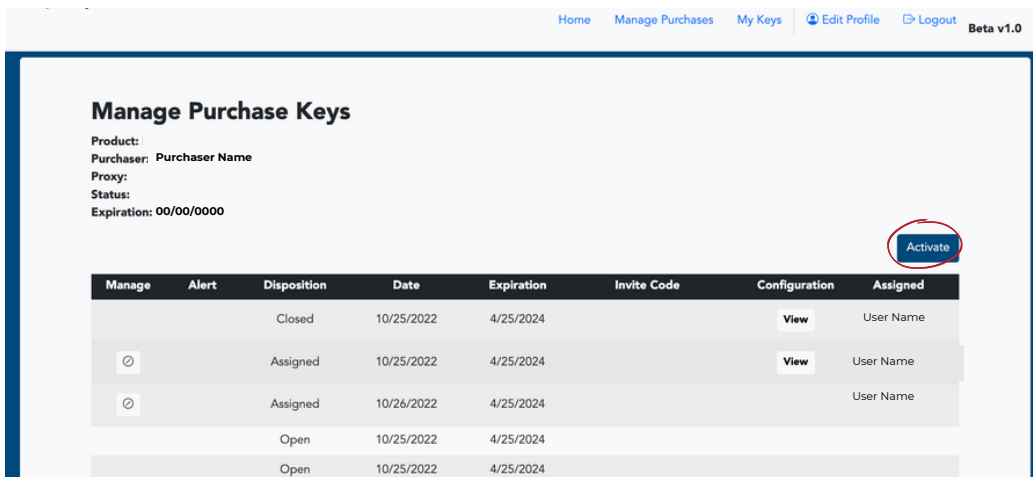 Home Manage Purchases My Keys Edit Profile Logout Beta v1.0
Manage Purchase Keys
Product:
Purchaser: Purchaser Name
Proxy:
Status:
Expiration: 00/00/0000
Activate
Manage Alert Disposition Date Expiration Invite Code Configuration Assigned
Closed 10/25/2022 4/25/2024 View User Name
Assigned 10/25/2022 4/25/2024 View User Name
Assigned 10/26/2022 4/25/2024 User Name
Open 10/25/2022 4/25/2024
Open 10/25/2022 4/25/2024